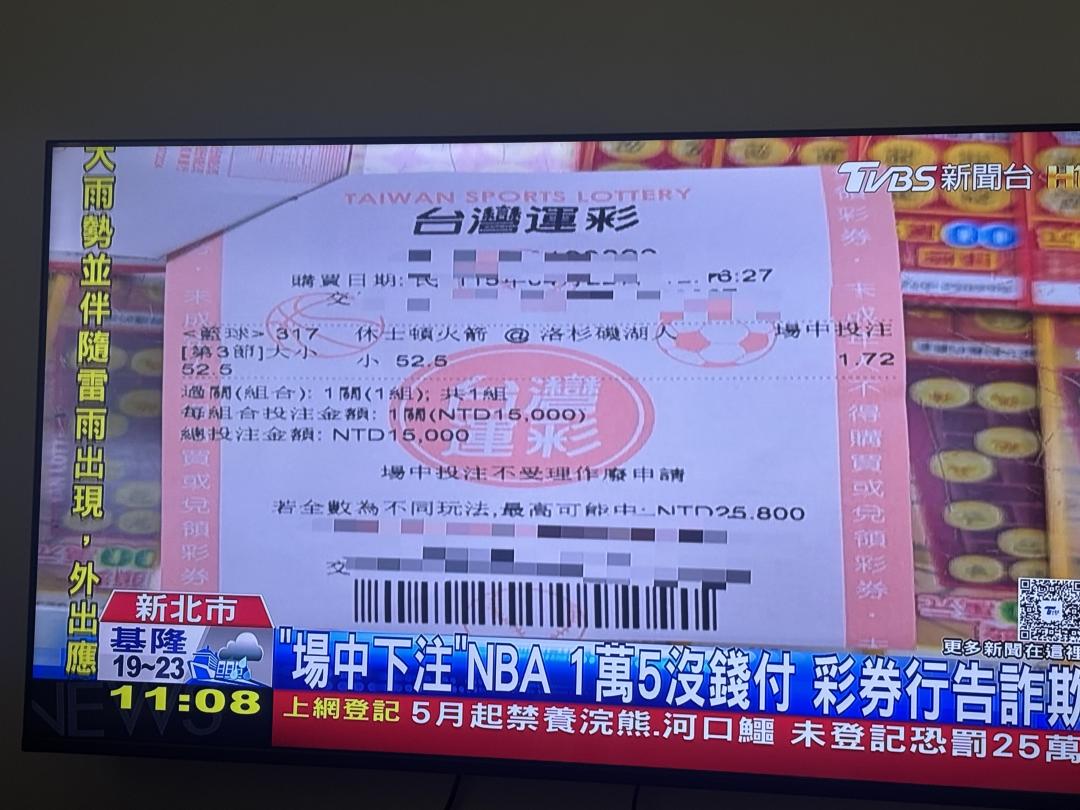 TVBS新聞台
TAIWAN SPORTS LOTTERY
台灣運彩
購買日期:
<籃球> 317 休士頓火箭 @ 洛杉磯湖人 場中投注
[第3節]大小 小 52.5 1.72
52.5
過關(組合): 1關(1組); 共1組
每組合投注金額: 1關(NTD15,000)
總投注金額: NTD15,000
台灣運彩
場中投注不受理作廢申請
若全數為不同玩法,最高可能中: NTD25,800
不得購買或兌領彩券
大雨勢並伴隨雷雨出現，外出應
新北市
基隆
19~23
11:08
更多新聞在這裡
"場中下注"NBA 1萬5沒錢付 彩券行告詐欺
上網登記 5月起禁養浣熊.河口鱷 未登記恐罰25萬